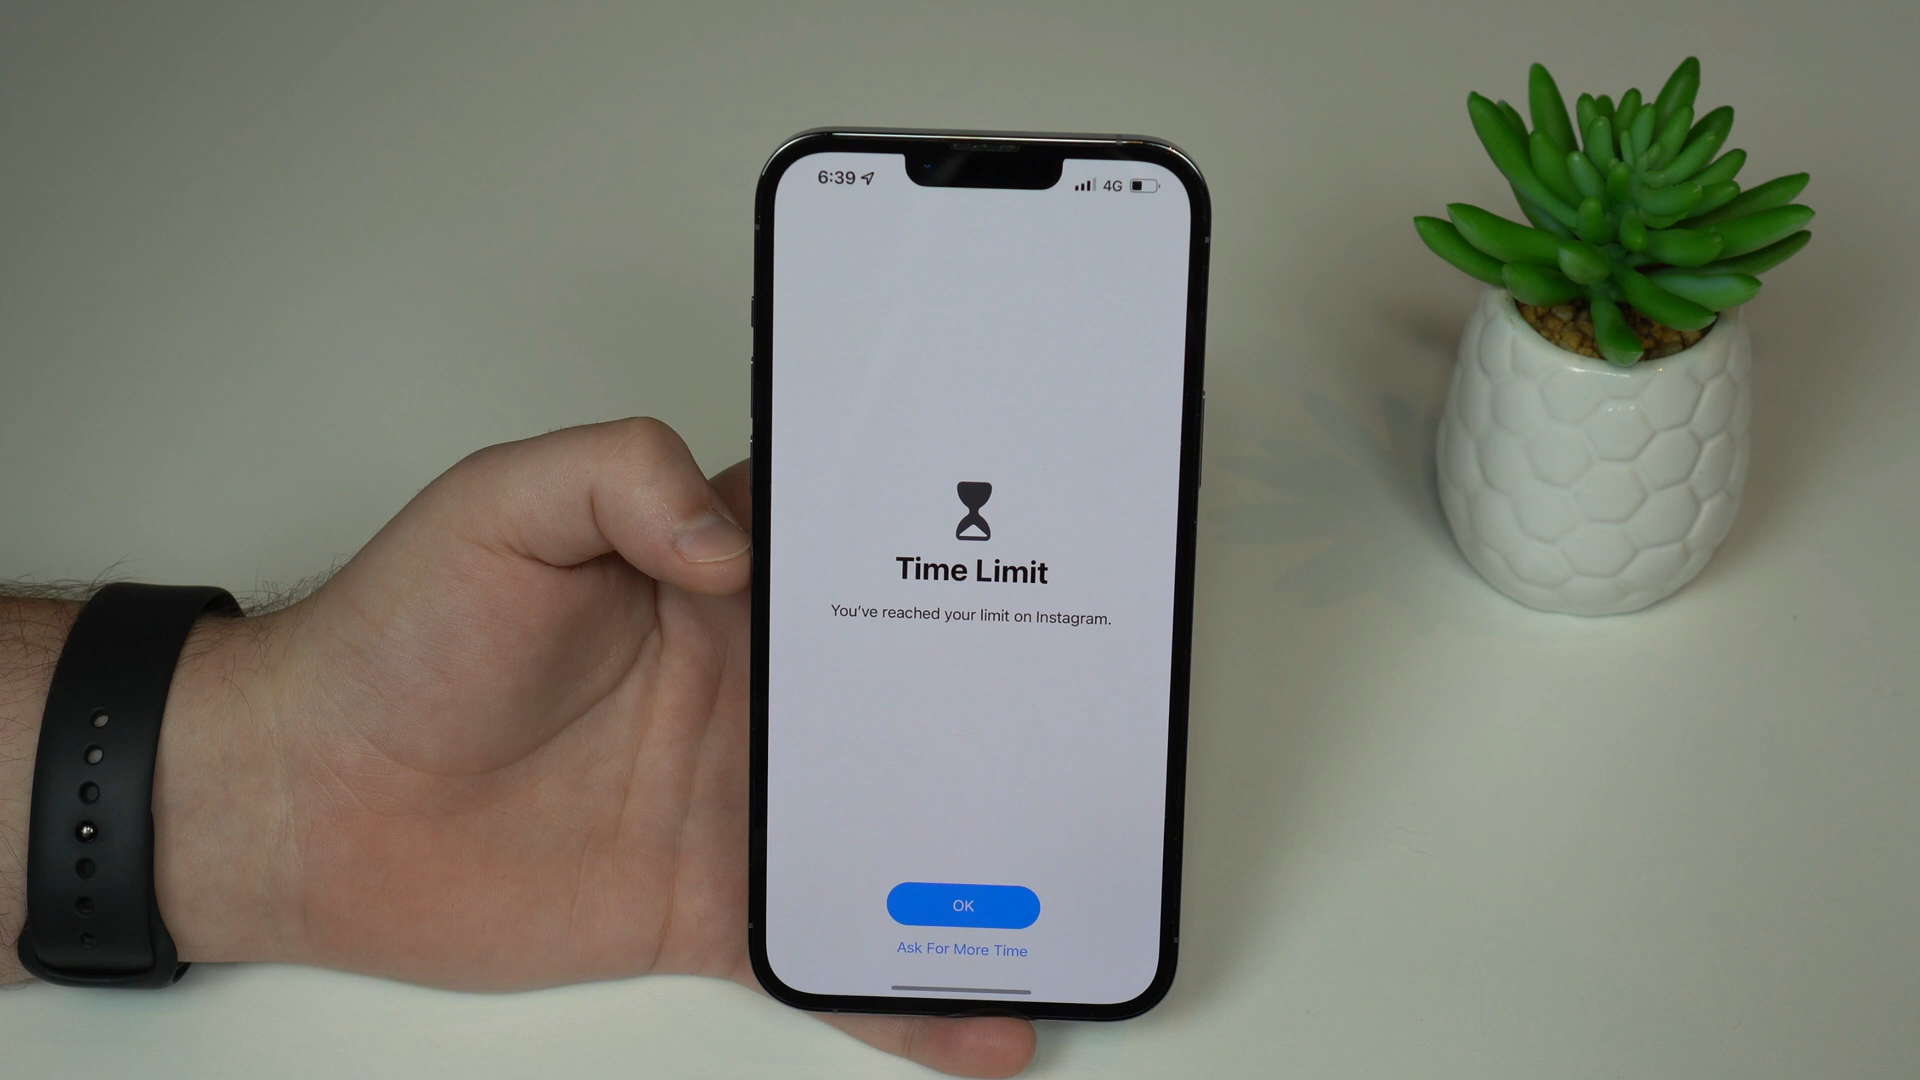 6:39 4G
Time Limit
You've reached your limit on Instagram.
OK
Ask For More Time